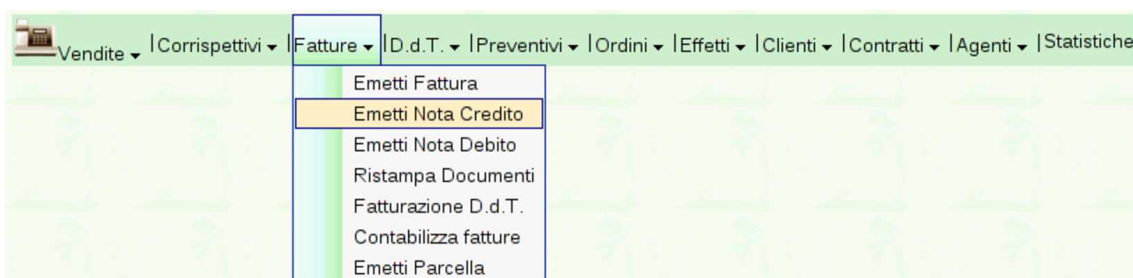 Vendite |Corrispettivi |Fatture |D.d.T. |Preventivi |Ordini |Effetti |Clienti |Contratti |Agenti |Statistiche
Emetti Fattura
Emetti Nota Credito
Emetti Nota Debito
Ristampa Documenti
Fatturazione D.d.T.
Contabilizza fatture
Emetti Parcella